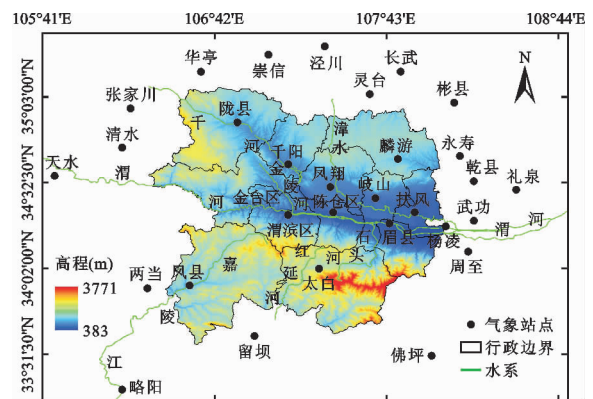 105°41'E
106°42'E
107°43'E
108°44'E
35°03'00"N
34°32'30"N
34°02'00"N
33°31'30"N
N
华亭
崇信
泾川
长武
灵台
彬县
张家川
陇县
千
河
漳
水
麟游
永寿
清水
千阳
乾县
天水
渭
金
陵
河
凤翔
岐山
扶风
礼泉
河
金台区
陈仓区
武功
渭
河
渭滨区
石
头
河
眉县
杨凌
周至
高程(m)
3771
383
两当
凤县
嘉
陵
江
红
延
河
太白
留坝
佛坪
略阳
气象站点
行政边界
水系